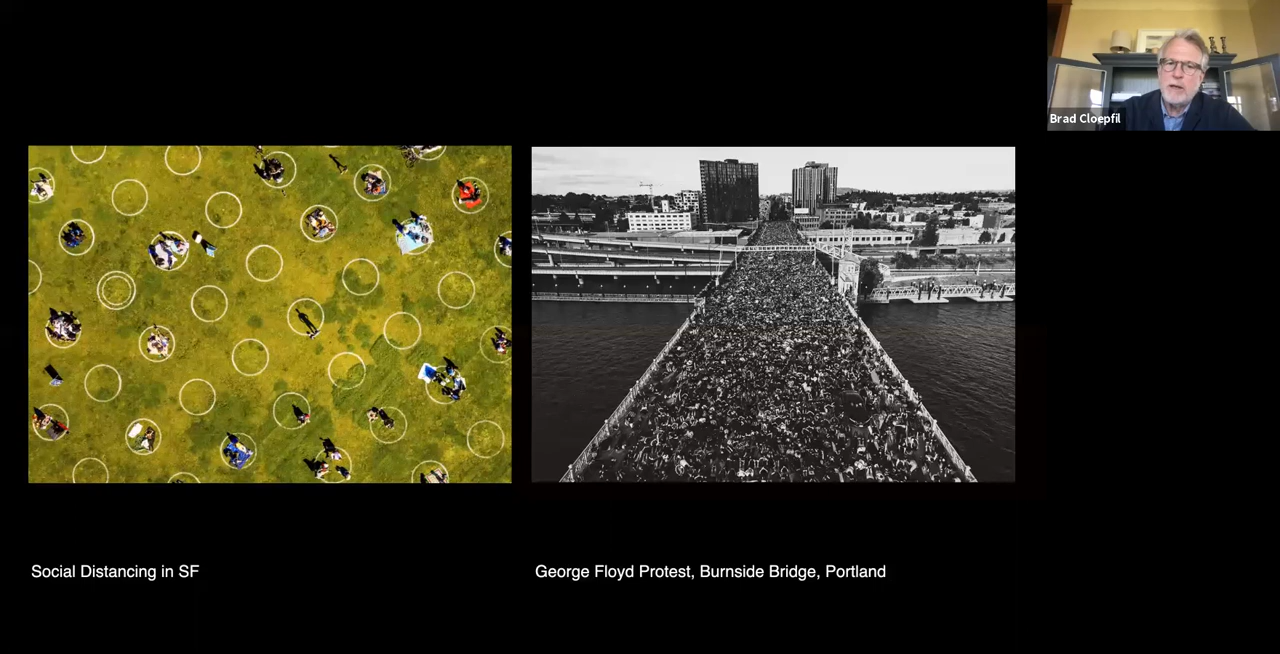 Brad Cloepfil
Social Distancing in SF
George Floyd Protest, Burnside Bridge, Portland